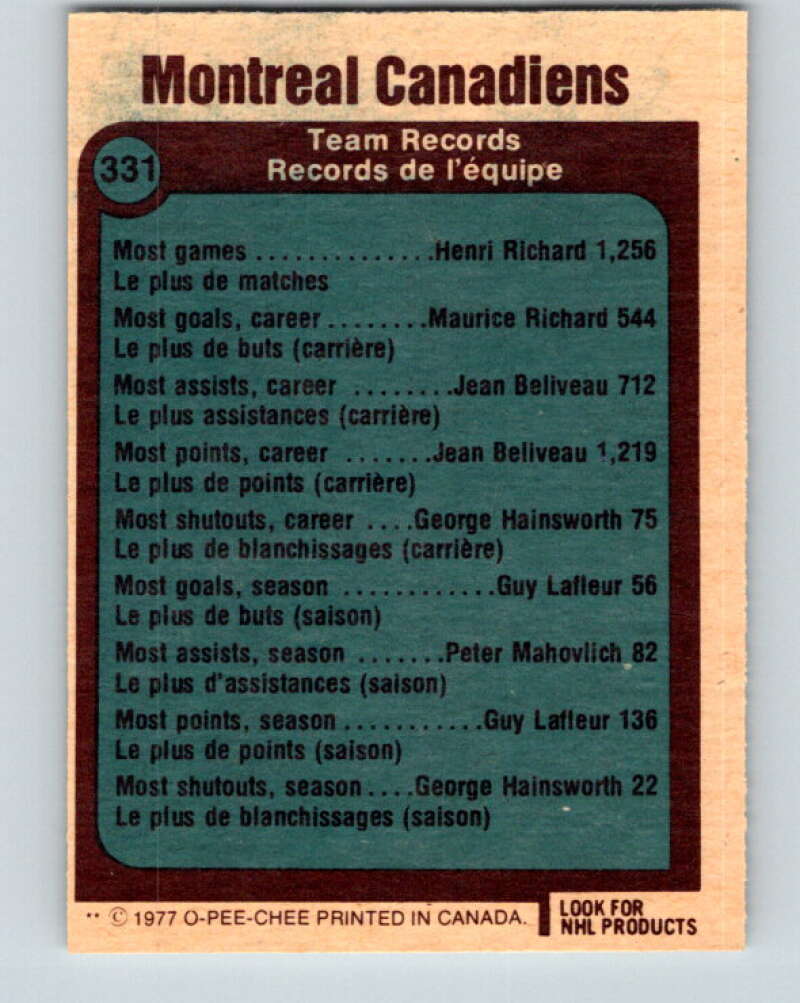 Montreal Canadiens
331
Team Records
Records de l'équipe
Most games ..............Henri Richard 1,256
Le plus de matches
Most goals, career........Maurice Richard 544
Le plus de buts (carrière)
Most assists, career ........Jean Beliveau 712
Le plus assistances (carrière)
Most points, career .......Jean Beliveau 1,219
Le plus de points (carrière)
Most shutouts, career ....George Hainsworth 75
Le plus de blanchissages (carrière)
Most goals, season ............Guy Lafleur 56
Le plus de buts (saison)
Most assists, season .......Peter Mahovlich 82
Le plus d'assistances (saison)
Most points, season...........Guy Lafleur 136
Le plus de points (saison)
Most shutouts, season....George Hainsworth 22
Le plus de blanchissages (saison)
** © 1977 O-PEE-CHEE PRINTED IN CANADA.
LOOK FOR
NHL PRODUCTS